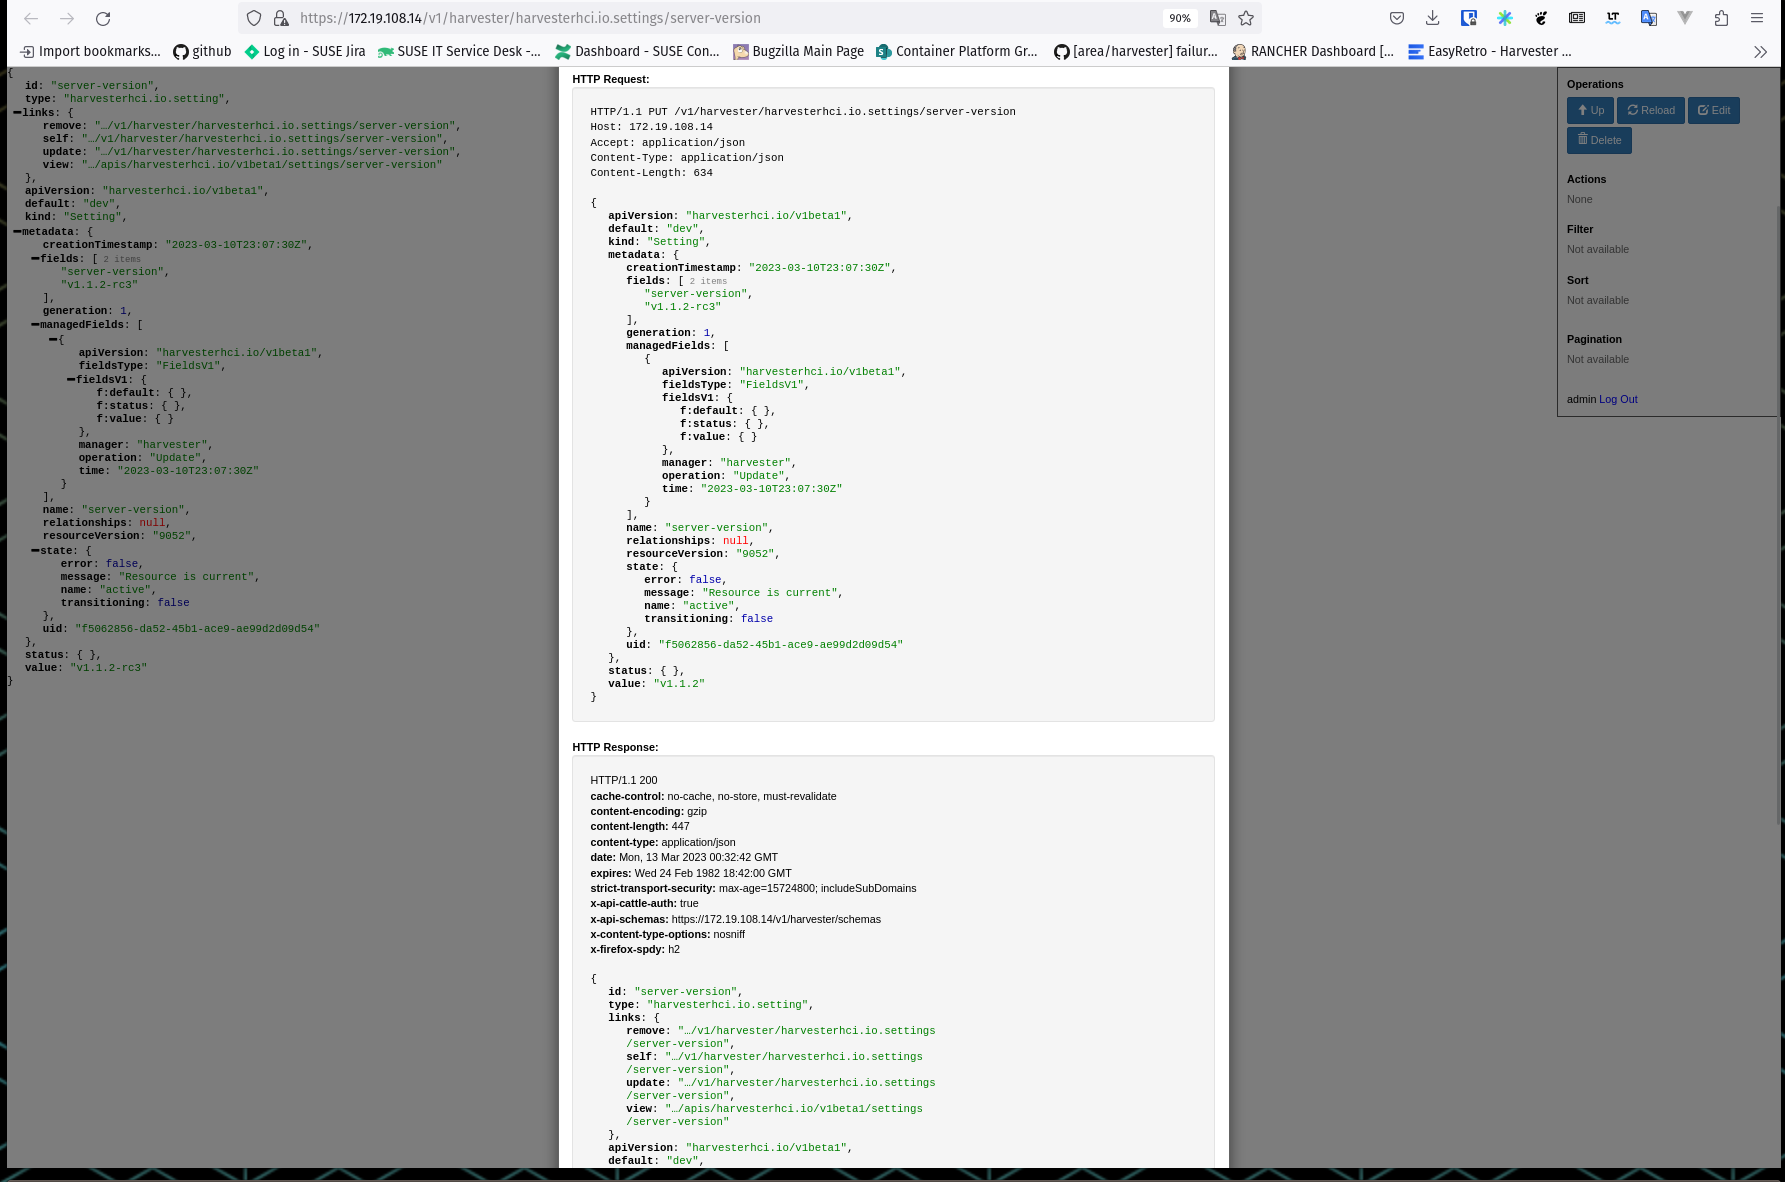 https://172.19.108.14/v1/harvester/harvesterhci.io.settings/server-version
90%
Import bookmarks...
github
Log in - SUSE Jira
SUSE IT Service Desk -...
Dashboard - SUSE Con...
Bugzilla Main Page
Container Platform Gr...
[area/harvester] failur...
RANCHER Dashboard [...
EasyRetro - Harvester ...
{
id: "server-version",
type: "harvesterhci.io.setting",
links: {
remove: "…/v1/harvester/harvesterhci.io.settings/server-version",
self: "…/v1/harvester/harvesterhci.io.settings/server-version",
update: "…/v1/harvester/harvesterhci.io.settings/server-version",
view: "…/apis/harvesterhci.io/v1beta1/settings/server-version"
},
apiVersion: "harvesterhci.io/v1beta1",
default: "dev",
kind: "Setting",
metadata: {
creationTimestamp: "2023-03-10T23:07:30Z",
fields: [ 2 items
"server-version",
"v1.1.2-rc3"
],
generation: 1,
managedFields: [
{
apiVersion: "harvesterhci.io/v1beta1",
fieldsType: "FieldsV1",
fieldsV1: {
f:default: { },
f:status: { },
f:value: { }
},
manager: "harvester",
operation: "Update",
time: "2023-03-10T23:07:30Z"
}
],
name: "server-version",
relationships: null,
resourceVersion: "9052",
state: {
error: false,
message: "Resource is current",
name: "active",
transitioning: false
},
uid: "f5062856-da52-45b1-ace9-ae99d2d09d54"
},
status: { },
value: "v1.1.2-rc3"
}
HTTP Request:
HTTP/1.1 PUT /v1/harvester/harvesterhci.io.settings/server-version
Host: 172.19.108.14
Accept: application/json
Content-Type: application/json
Content-Length: 634
{
apiVersion: "harvesterhci.io/v1beta1",
default: "dev",
kind: "Setting",
metadata: {
creationTimestamp: "2023-03-10T23:07:30Z",
fields: [ 2 items
"server-version",
"v1.1.2-rc3"
],
generation: 1,
managedFields: [
{
apiVersion: "harvesterhci.io/v1beta1",
fieldsType: "FieldsV1",
fieldsV1: {
f:default: { },
f:status: { },
f:value: { }
},
manager: "harvester",
operation: "Update",
time: "2023-03-10T23:07:30Z"
}
],
name: "server-version",
relationships: null,
resourceVersion: "9052",
state: {
error: false,
message: "Resource is current",
name: "active",
transitioning: false
},
uid: "f5062856-da52-45b1-ace9-ae99d2d09d54"
},
status: { },
value: "v1.1.2"
}
HTTP Response:
HTTP/1.1 200
cache-control: no-cache, no-store, must-revalidate
content-encoding: gzip
content-length: 447
content-type: application/json
date: Mon, 13 Mar 2023 00:32:42 GMT
expires: Wed 24 Feb 1982 18:42:00 GMT
strict-transport-security: max-age=15724800; includeSubDomains
x-api-cattle-auth: true
x-api-schemas: https://172.19.108.14/v1/harvester/schemas
x-content-type-options: nosniff
x-firefox-spdy: h2
{
id: "server-version",
type: "harvesterhci.io.setting",
links: {
remove: "…/v1/harvester/harvesterhci.io.settings
/server-version",
self: "…/v1/harvester/harvesterhci.io.settings
/server-version",
update: "…/v1/harvester/harvesterhci.io.settings
/server-version",
view: "…/apis/harvesterhci.io/v1beta1/settings
/server-version"
},
apiVersion: "harvesterhci.io/v1beta1",
default: "dev",
Operations
Up
Reload
Edit
Delete
Actions
None
Filter
Not available
Sort
Not available
Pagination
Not available
admin Log Out